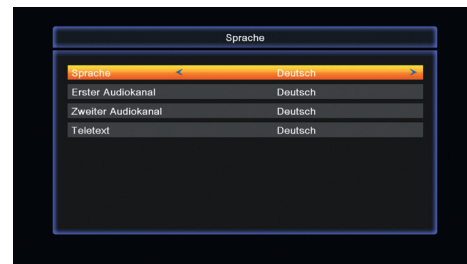 Sprache
Sprache < Deutsch >
Erster Audiokanal Deutsch
Zweiter Audiokanal Deutsch
Teletext Deutsch